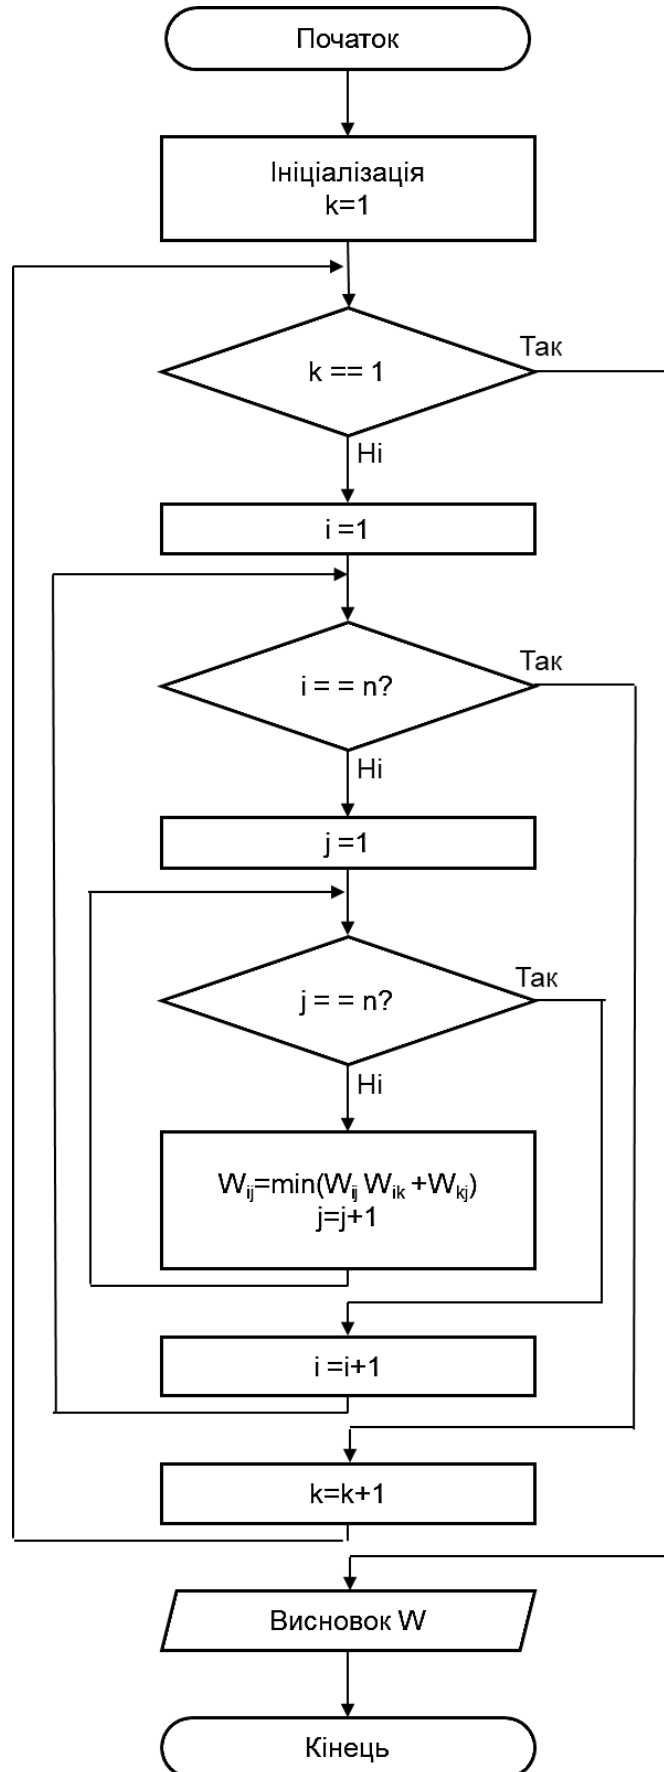 Початок
Ініціалізація
k=1
k == 1
Так
Ні
i =1
i = = n?
Так
Ні
j =1
j = = n?
Так
Ні
Wij=min(Wij Wik +Wkj)
j=j+1
i =i+1
k=k+1
Висновок W
Кінець